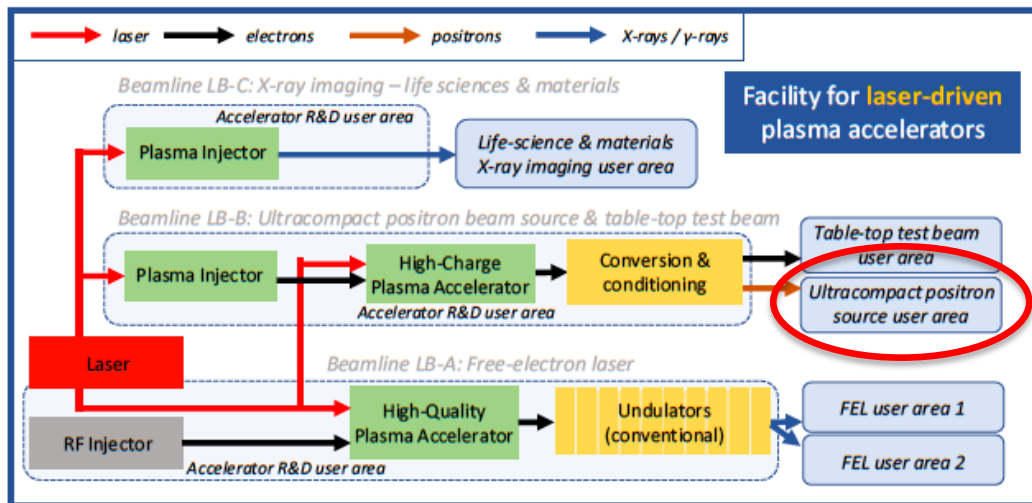 laser
electrons
positrons
X-rays / γ-rays
Beamline LB-C: X-ray imaging – life sciences & materials
Accelerator R&D user area
Plasma Injector
Life-science & materials
X-ray imaging user area
Facility for laser-driven
plasma accelerators
Beamline LB-B: Ultracompact positron beam source & table-top test beam
Plasma Injector
High-Charge
Plasma Accelerator
Conversion &
conditioning
Accelerator R&D user area
Table-top test beam
user area
Ultracompact positron
source user area
Laser
Beamline LB-A: Free-electron laser
RF Injector
High-Quality
Plasma Accelerator
Undulators
(conventional)
Accelerator R&D user area
FEL user area 1
FEL user area 2